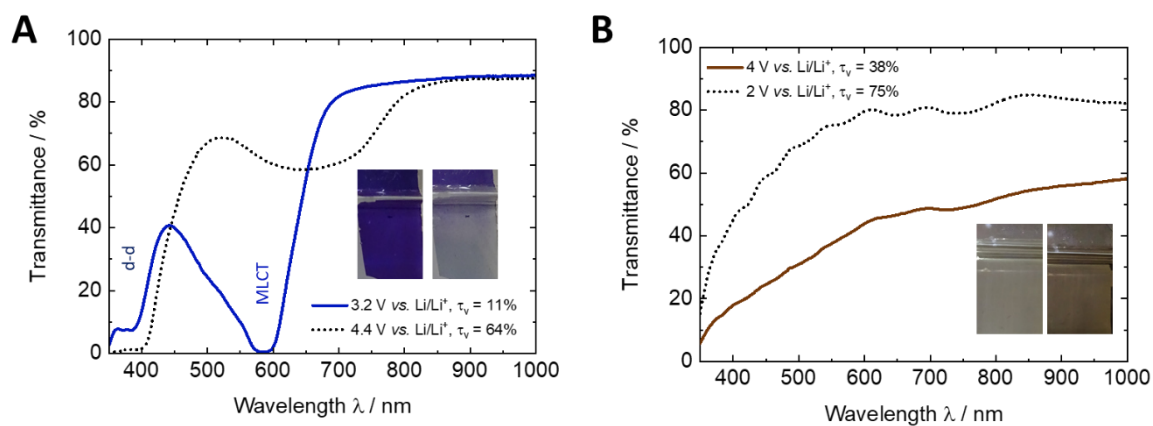 A
100
80
60
40
20
0
Transmittance / %
d-d
MLCT
3.2 V vs. Li/Li⁺, τᵥ = 11%
4.4 V vs. Li/Li⁺, τᵥ = 64%
400 500 600 700 800 900 1000
Wavelength λ / nm
B
100
80
60
40
20
0
Transmittance / %
4 V vs. Li/Li⁺, τᵥ = 38%
2 V vs. Li/Li⁺, τᵥ = 75%
400 500 600 700 800 900 1000
Wavelength λ / nm